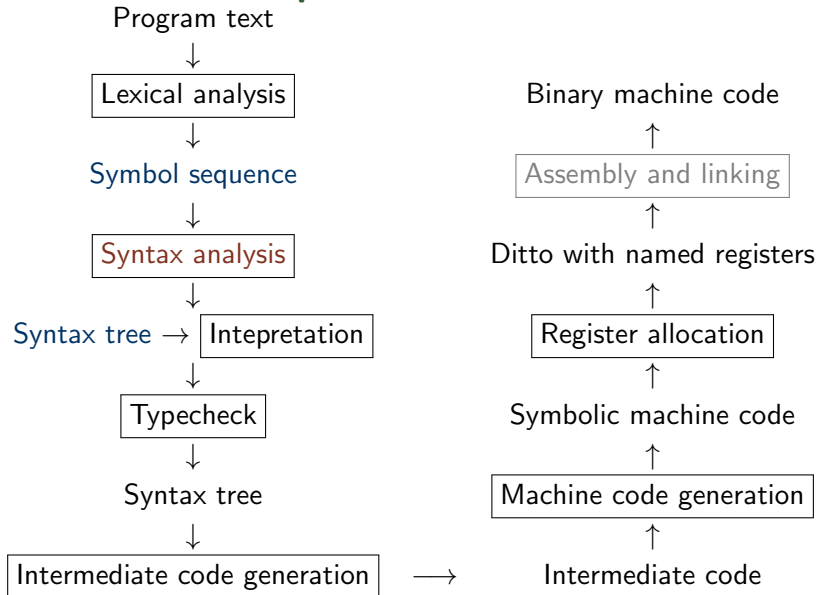 Program text
Lexical analysis
Symbol sequence
Syntax analysis
Syntax tree → Intepretation
Typecheck
Syntax tree
Intermediate code generation
Binary machine code
Assembly and linking
Ditto with named registers
Register allocation
Symbolic machine code
Machine code generation
Intermediate code